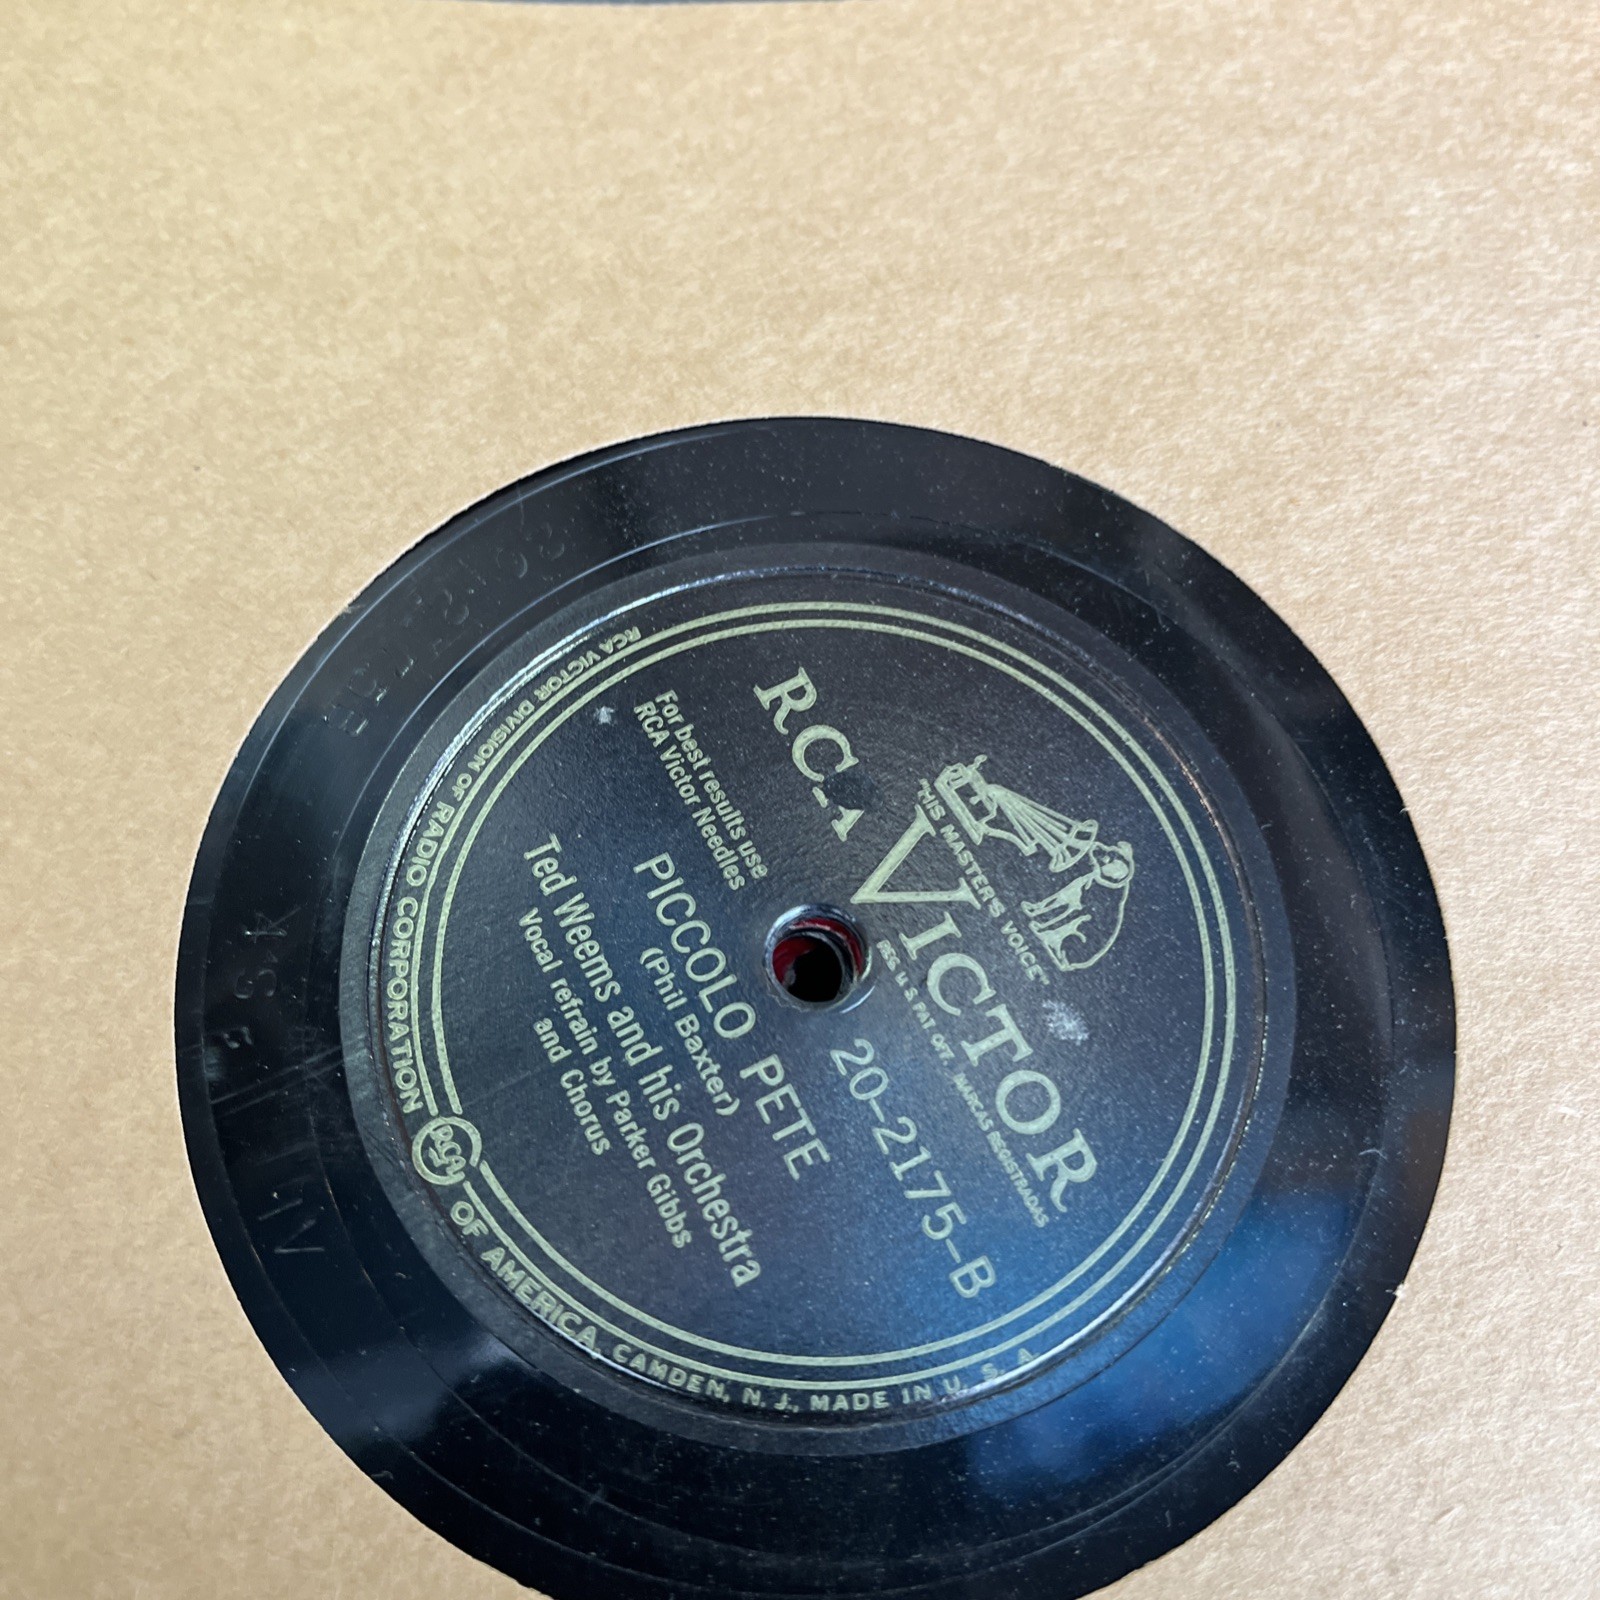 RCA VICTOR
"HIS MASTER'S VOICE"
REG. U. S. PAT. OFF. MARCAS REGISTRADAS
For best results use
RCA Victor Needles
20-2175-B
PICCOLO PETE
(Phil Baxter)
Ted Weems and his Orchestra
Vocal refrain by Parker Gibbs
and Chorus
RCA VICTOR DIVISION OF RADIO CORPORATION RCA OF AMERICA, CAMDEN, N. J., MADE IN U. S. A.